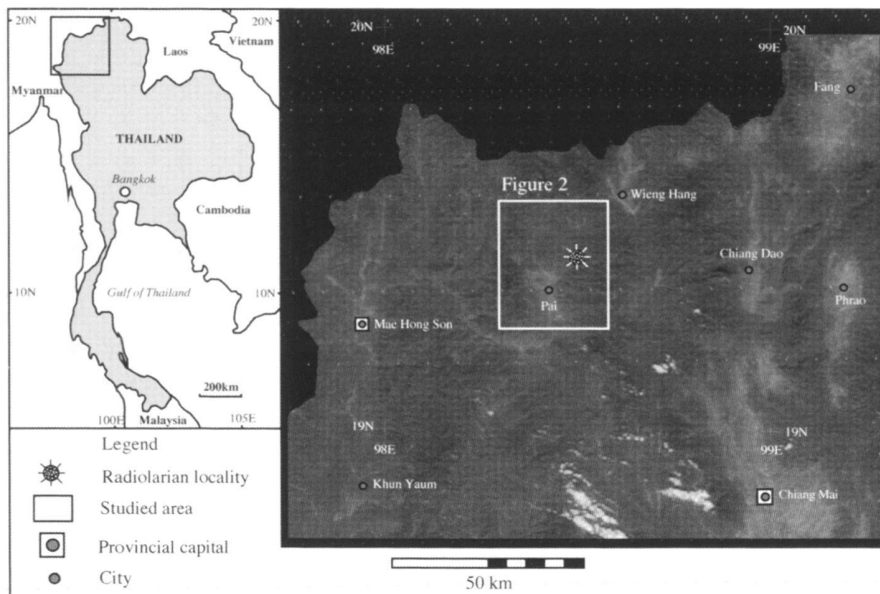 20N
Laos
Vietnam
Myanmar
THAILAND
Bangkok
Cambodia
Gulf of Thailand
10N
10N
200km
100E
Malaysia
105E
Legend
Radiolarian locality
Studied area
Provincial capital
City
20N
98E
20N
99E
Fang
Figure 2
Wieng Hang
Chiang Dao
Pai
Phrao
Mae Hong Son
19N
98E
19N
99E
Khun Yaum
Chiang Mai
50 km
20N